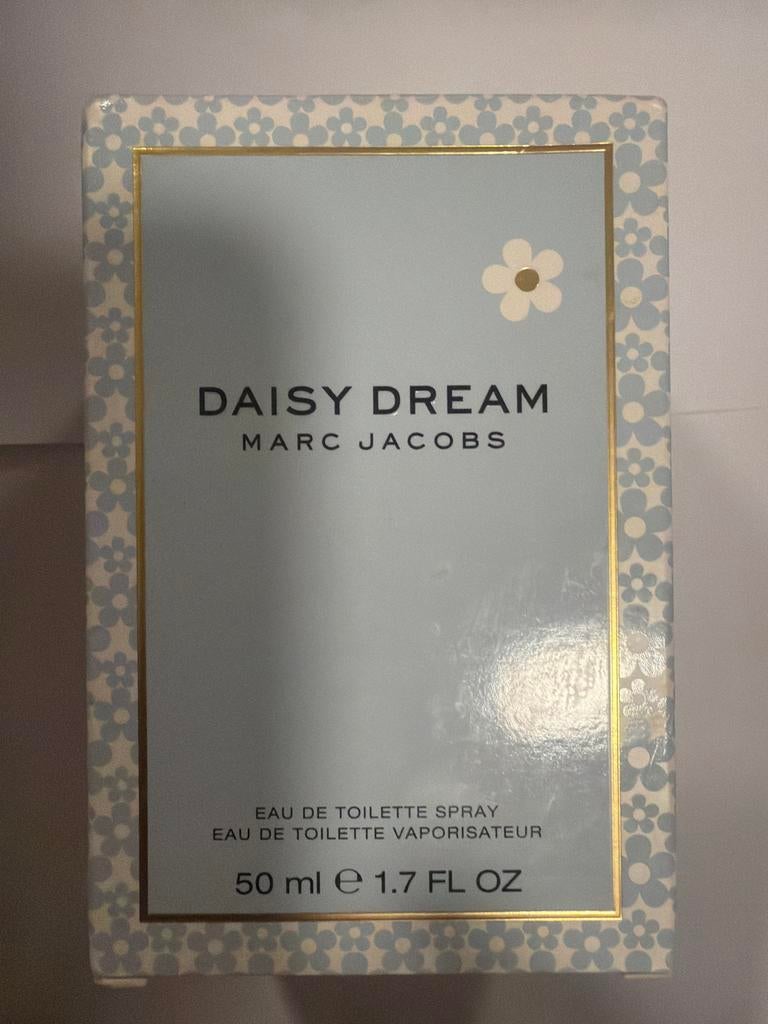 DAISY DREAM
MARC JACOBS
EAU DE TOILETTE SPRAY
EAU DE TOILETTE VAPORISATEUR
50 ml ℮ 1.7 FL OZ